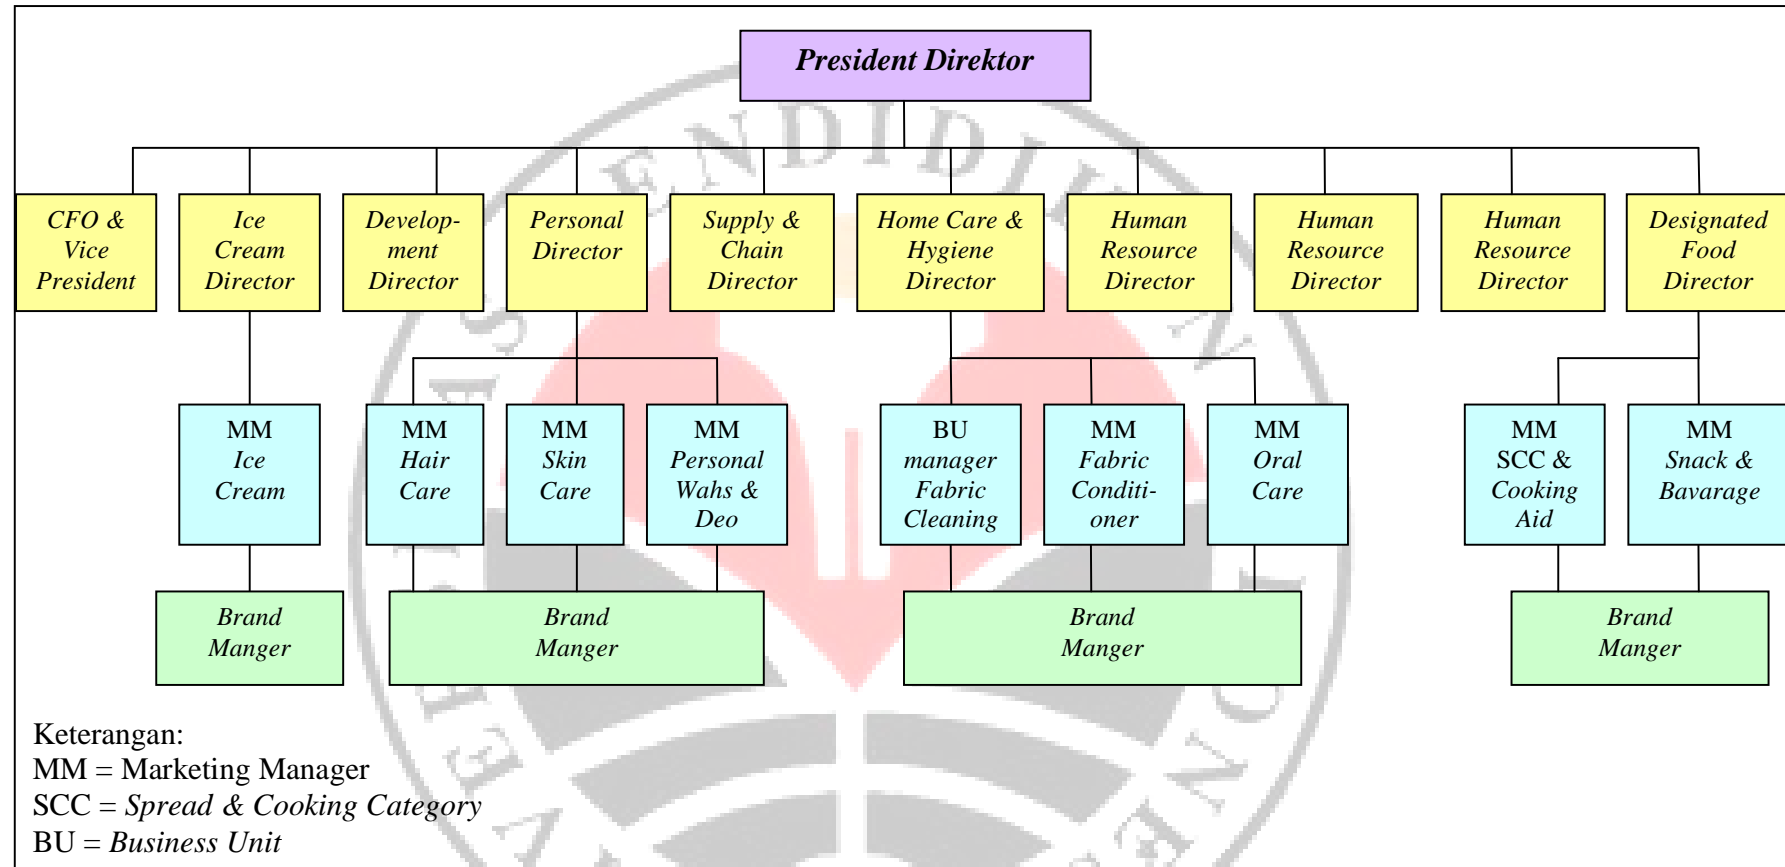 President Direktor
CFO &
Vice
President
Ice
Cream
Director
Develop-
ment
Director
Personal
Director
Supply &
Chain
Director
Home Care &
Hygiene
Director
Human
Resource
Director
Human
Resource
Director
Human
Resource
Director
Designated
Food
Director
MM
Ice
Cream
MM
Hair
Care
MM
Skin
Care
MM
Personal
Wahs &
Deo
BU
manager
Fabric
Cleaning
MM
Fabric
Conditi-
oner
MM
Oral
Care
MM
SCC &
Cooking
Aid
MM
Snack &
Bavarage
Brand
Manger
Brand
Manger
Brand
Manger
Brand
Manger
Keterangan:
MM = Marketing Manager
SCC = Spread & Cooking Category
BU = Business Unit